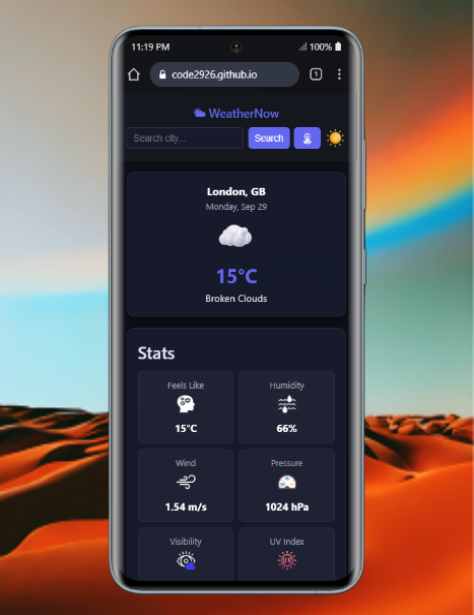 11:19 PM 100%
code2926.github.io 1
WeatherNow
Search city... Search
London, GB
Monday, Sep 29
15°C
Broken Clouds
Stats
Feels Like Humidity
15°C 66%
Wind Pressure
1.54 m/s 1024 hPa
Visibility UV Index
UV